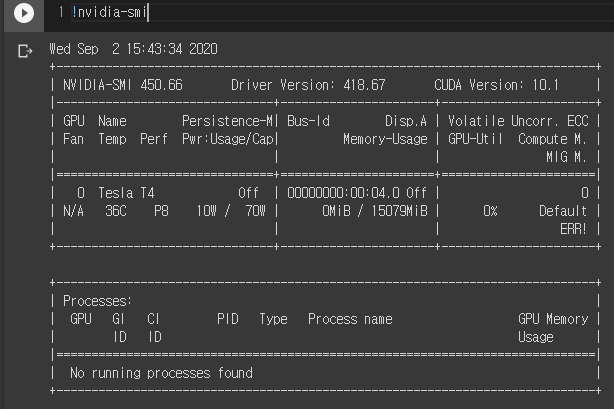 1 !nvidia-smi
Wed Sep  2 15:43:34 2020
+-----------------------------------------------------------------------------+
| NVIDIA-SMI 450.66       Driver Version: 418.67       CUDA Version: 10.1     |
|-------------------------------+----------------------+----------------------+
| GPU  Name        Persistence-M| Bus-Id        Disp.A | Volatile Uncorr. ECC |
| Fan  Temp  Perf  Pwr:Usage/Cap|         Memory-Usage | GPU-Util  Compute M. |
|                               |                      |               MIG M. |
|===============================+======================+======================|
|   0  Tesla T4            Off  | 00000000:00:04.0 Off |                    0 |
| N/A   36C    P8    10W /  70W |      0MiB / 15079MiB |      0%      Default |
|                               |                      |                 ERR! |
+-------------------------------+----------------------+----------------------+
+-----------------------------------------------------------------------------+
| Processes:                                                                  |
|  GPU   GI   CI        PID   Type   Process name                  GPU Memory |
|        ID   ID                                                   Usage      |
|=============================================================================|
|  No running processes found                                                 |
+-----------------------------------------------------------------------------+